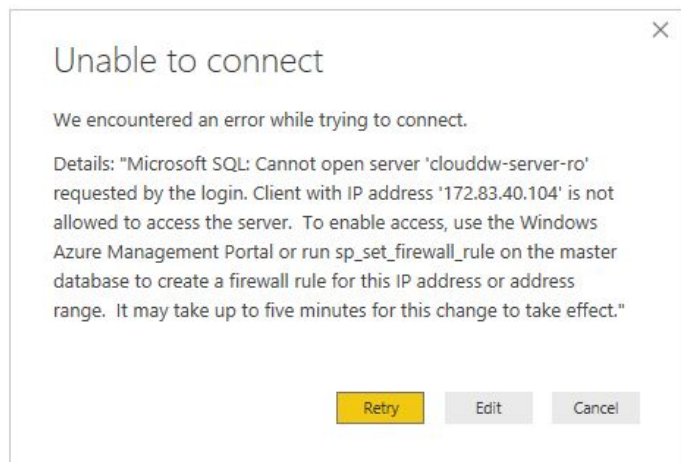 Unable to connect
We encountered an error while trying to connect.
Details: "Microsoft SQL: Cannot open server 'clouddw-server-ro'
requested by the login. Client with IP address '172.83.40.104' is not
allowed to access the server.  To enable access, use the Windows
Azure Management Portal or run sp_set_firewall_rule on the master
database to create a firewall rule for this IP address or address
range.  It may take up to five minutes for this change to take effect."
Retry Edit Cancel